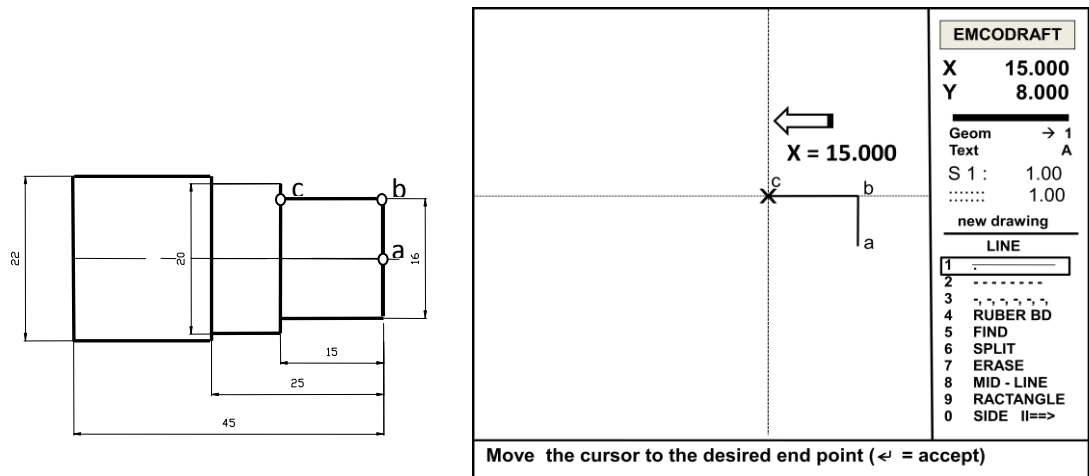 c
b
a
22
20
16
15
25
45
X = 15.000
c
b
a
EMCODRAFT
X 15.000
Y 8.000
Geom → 1
Text A
S 1 : 1.00
::::::: 1.00
new drawing
LINE
1
2 - - - - - - - -
3 -, -, -, -, -, -,
4 RUBER BD
5 FIND
6 SPLIT
7 ERASE
8 MID - LINE
9 RACTANGLE
0 SIDE II==>
Move the cursor to the desired end point (↵ = accept)